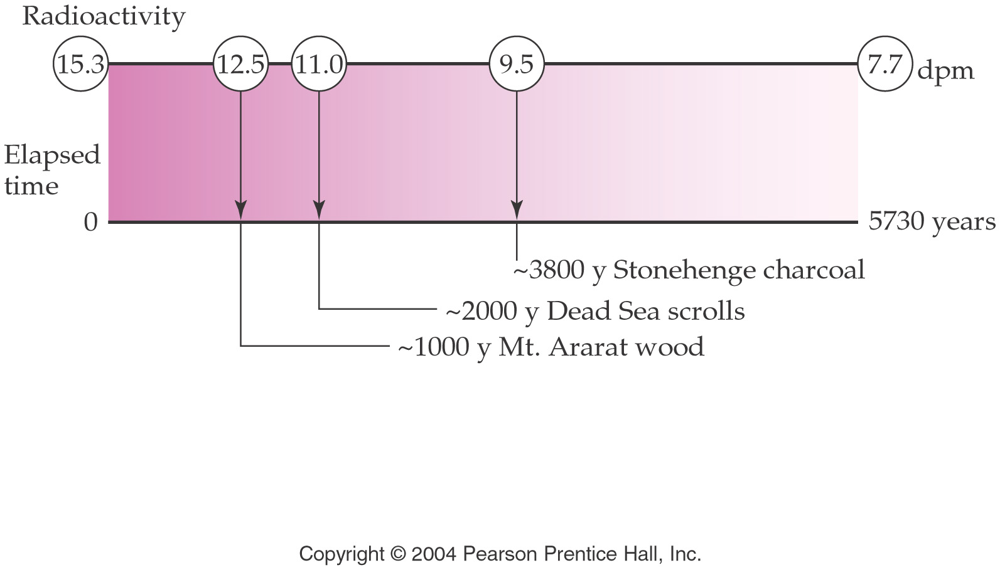 Radioactivity
15.3 12.5 11.0 9.5 7.7 dpm
Elapsed
time
0 5730 years
~3800 y Stonehenge charcoal
~2000 y Dead Sea scrolls
~1000 y Mt. Ararat wood
Copyright © 2004 Pearson Prentice Hall, Inc.